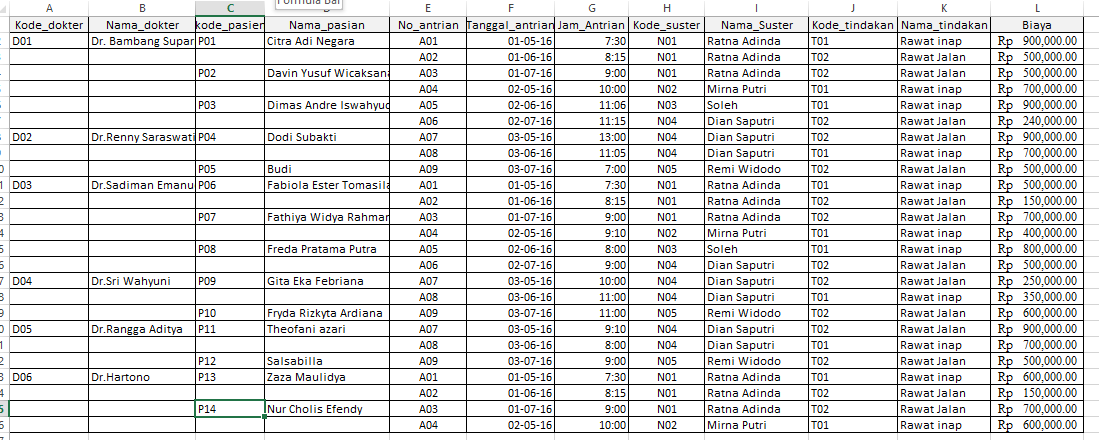 Formula Bar
A B C D E F G H I J K L
Kode_dokter Nama_dokter kode_pasien Nama_pasian No_antrian Tanggal_antrian Jam_Antrian Kode_suster Nama_Suster Kode_tindakan Nama_tindakan Biaya
D01 Dr. Bambang Supar P01 Citra Adi Negara A01 01-05-16 7:30 N01 Ratna Adinda T01 Rawat inap Rp 900,000.00
A02 01-06-16 8:15 N01 Ratna Adinda T02 Rawat Jalan Rp 500,000.00
P02 Davin Yusuf Wicaksana A03 01-07-16 9:00 N01 Ratna Adinda T02 Rawat Jalan Rp 500,000.00
A04 02-05-16 10:00 N02 Mirna Putri T01 Rawat inap Rp 700,000.00
P03 Dimas Andre Iswahyud A05 02-06-16 11:06 N03 Soleh T01 Rawat inap Rp 900,000.00
A06 02-07-16 11:15 N04 Dian Saputri T02 Rawat Jalan Rp 240,000.00
D02 Dr.Renny Saraswati P04 Dodi Subakti A07 03-05-16 13:00 N04 Dian Saputri T02 Rawat Jalan Rp 900,000.00
A08 03-06-16 11:05 N04 Dian Saputri T01 Rawat inap Rp 700,000.00
P05 Budi A09 03-07-16 7:00 N05 Remi Widodo T02 Rawat Jalan Rp 500,000.00
D03 Dr.Sadiman Emanu P06 Fabiola Ester Tomasila A01 01-05-16 7:30 N01 Ratna Adinda T01 Rawat inap Rp 500,000.00
A02 01-06-16 8:15 N01 Ratna Adinda T02 Rawat Jalan Rp 150,000.00
P07 Fathiya Widya Rahmar A03 01-07-16 9:00 N01 Ratna Adinda T02 Rawat Jalan Rp 700,000.00
A04 02-05-16 9:10 N02 Mirna Putri T01 Rawat inap Rp 400,000.00
P08 Freda Pratama Putra A05 02-06-16 8:00 N03 Soleh T01 Rawat inap Rp 800,000.00
A06 02-07-16 9:00 N04 Dian Saputri T02 Rawat Jalan Rp 500,000.00
D04 Dr.Sri Wahyuni P09 Gita Eka Febriana A07 03-05-16 10:00 N04 Dian Saputri T02 Rawat Jalan Rp 250,000.00
A08 03-06-16 11:00 N04 Dian Saputri T01 Rawat inap Rp 350,000.00
P10 Fryda Rizkyta Ardiana A09 03-07-16 11:00 N05 Remi Widodo T02 Rawat Jalan Rp 600,000.00
D05 Dr.Rangga Aditya P11 Theofani azari A07 03-05-16 9:10 N04 Dian Saputri T02 Rawat Jalan Rp 900,000.00
A08 03-06-16 8:00 N04 Dian Saputri T01 Rawat inap Rp 700,000.00
P12 Salsabilla A09 03-07-16 9:00 N05 Remi Widodo T02 Rawat Jalan Rp 500,000.00
D06 Dr.Hartono P13 Zaza Maulidya A01 01-05-16 7:30 N01 Ratna Adinda T01 Rawat inap Rp 600,000.00
A02 01-06-16 8:15 N01 Ratna Adinda T02 Rawat Jalan Rp 150,000.00
P14 Nur Cholis Efendy A03 01-07-16 9:00 N01 Ratna Adinda T02 Rawat Jalan Rp 700,000.00
A04 02-05-16 10:00 N02 Mirna Putri T01 Rawat inap Rp 600,000.00